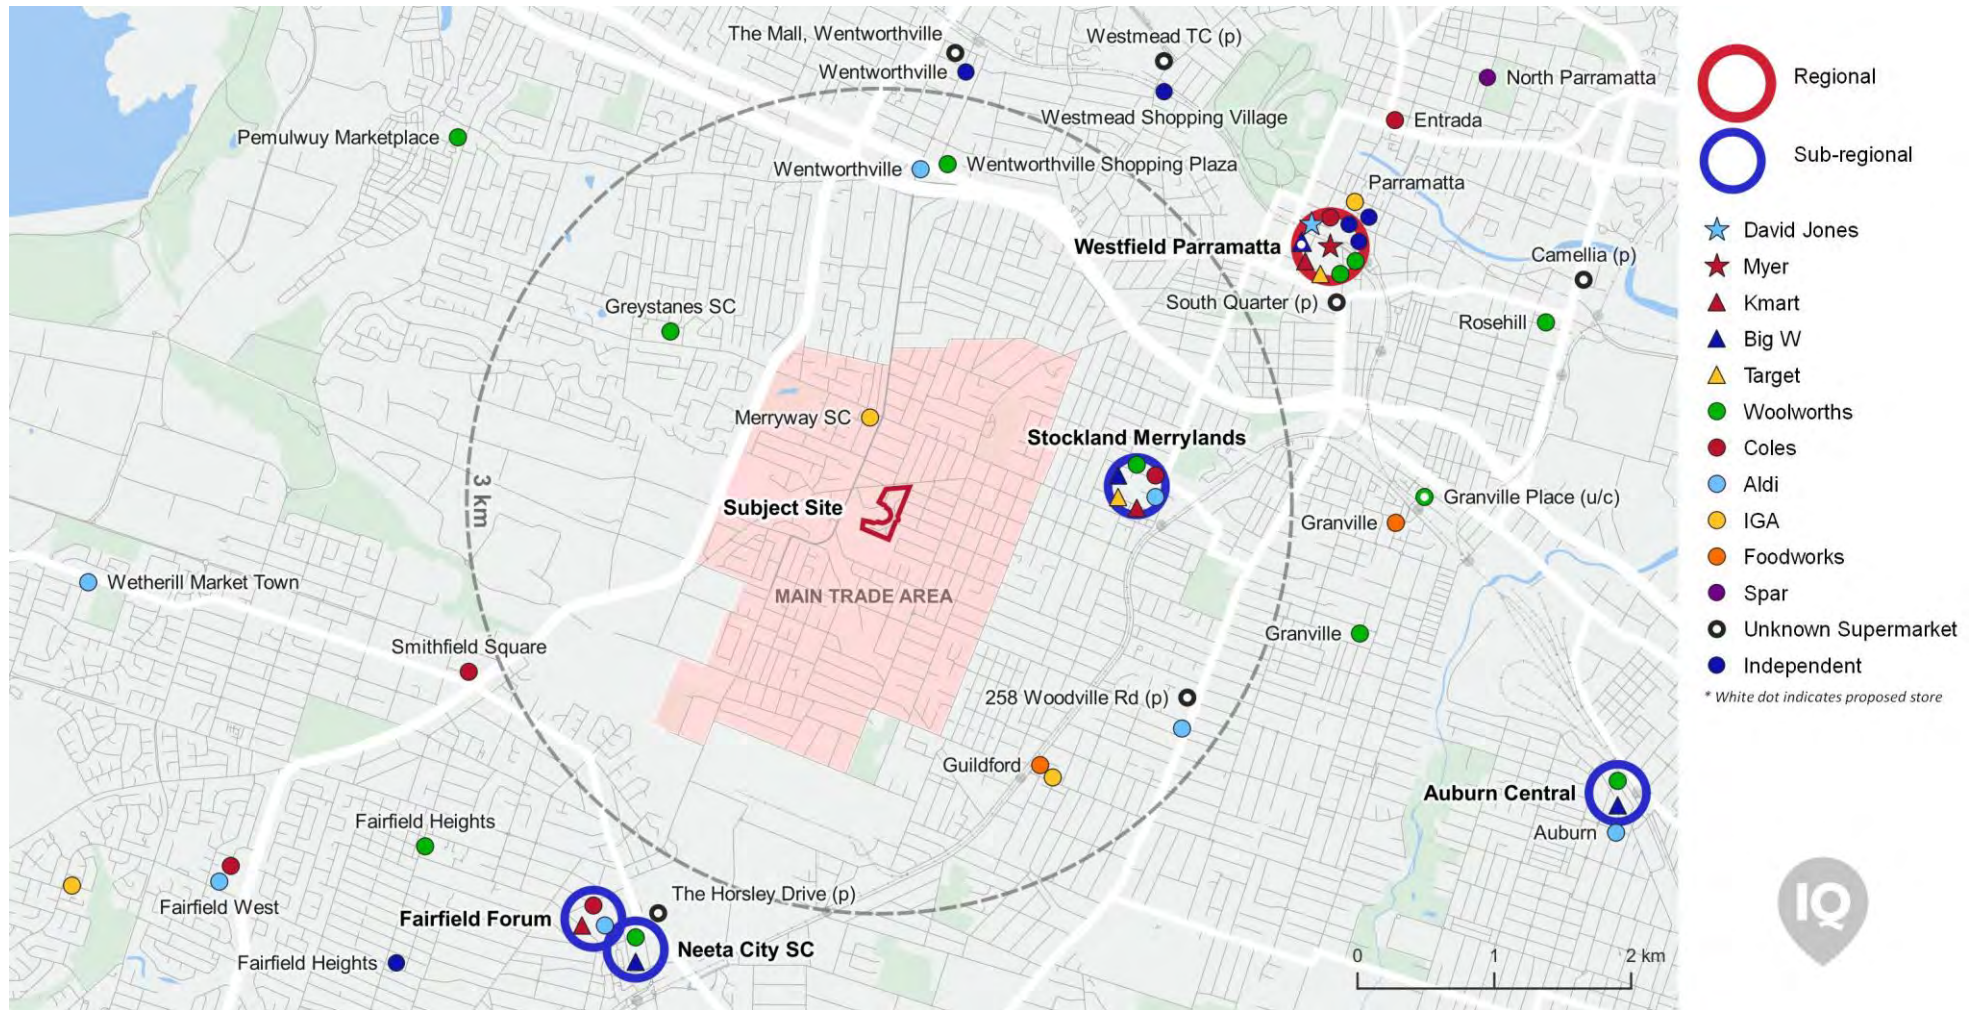 The Mall, Wentworthville
Westmead TC (p)
Wentworthville
North Parramatta
Westmead Shopping Village
Entrada
Pemulwuy Marketplace
Wentworthville
Wentworthville Shopping Plaza
Parramatta
Westfield Parramatta
Camellia (p)
Greystanes SC
South Quarter (p)
Rosehill
Merryway SC
Stockland Merrylands
3 km
Subject Site
Granville Place (u/c)
Granville
Wetherill Market Town
MAIN TRADE AREA
Smithfield Square
Granville
258 Woodville Rd (p)
Guildford
Auburn Central
Fairfield Heights
Auburn
Fairfield West
The Horsley Drive (p)
Fairfield Forum
Neeta City SC
Fairfield Heights
0 1 2 km
Regional
Sub-regional
David Jones
Myer
Kmart
Big W
Target
Woolworths
Coles
Aldi
IGA
Foodworks
Spar
Unknown Supermarket
Independent
* White dot indicates proposed store
IQ